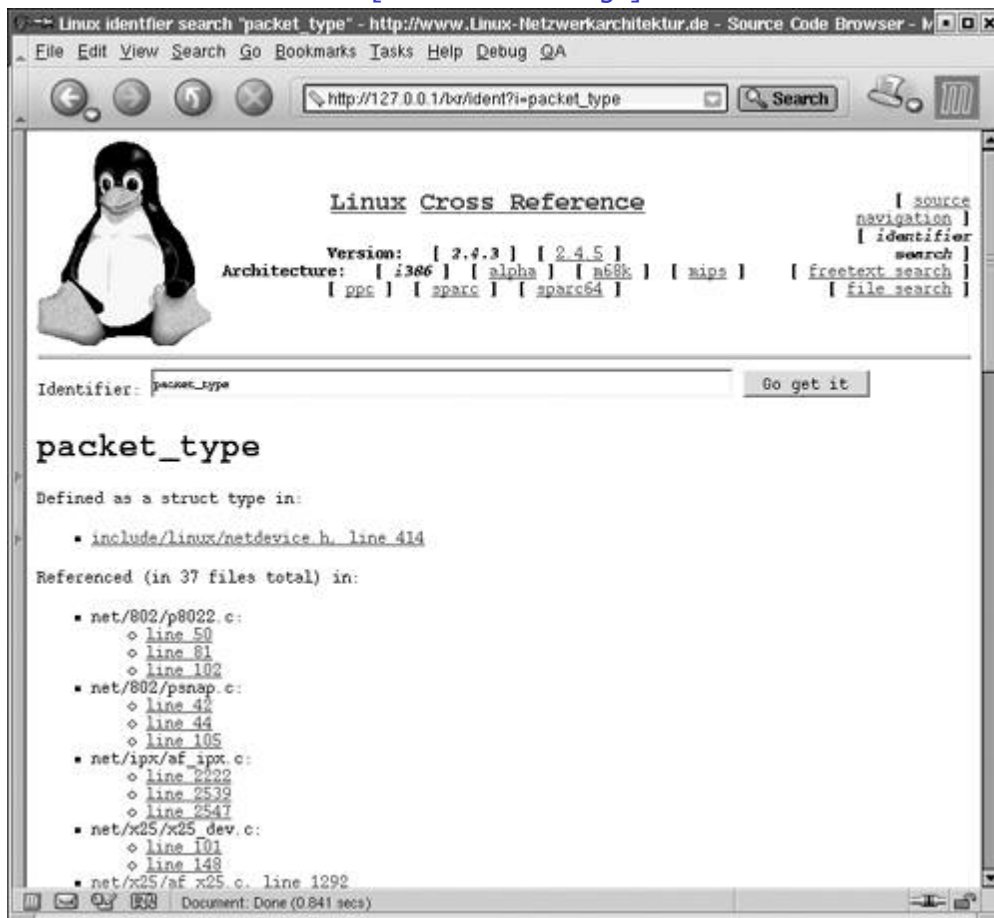 Linux identfier search "packet_type" - http://www.Linux-Netzwerkarchitektur.de - Source Code Browser - M
File Edit View Search Go Bookmarks Tasks Help Debug QA
http://127.0.0.1/lxr/ident?i=packet_type
Search
Linux Cross Reference
Version: [ 2.4.3 ] [ 2.4.5 ]
Architecture: [ i386 ] [ alpha ] [ m68k ] [ mips ]
[ ppc ] [ sparc ] [ sparc64 ]
[ source
navigation ]
[ identifier
search ]
[ freetext search ]
[ file search ]
Identifier: packet_type
Go get it
packet_type
Defined as a struct type in:
include/linux/netdevice.h, line 414
Referenced (in 37 files total) in:
net/802/p8022.c:
line 50
line 81
line 102
net/802/psnap.c:
line 42
line 44
line 105
net/ipx/af_ipx.c:
line 2222
line 2539
line 2547
net/x25/x25_dev.c:
line 101
line 148
net/x25/af_x25.c, line 1292
Document: Done (0.841 secs)